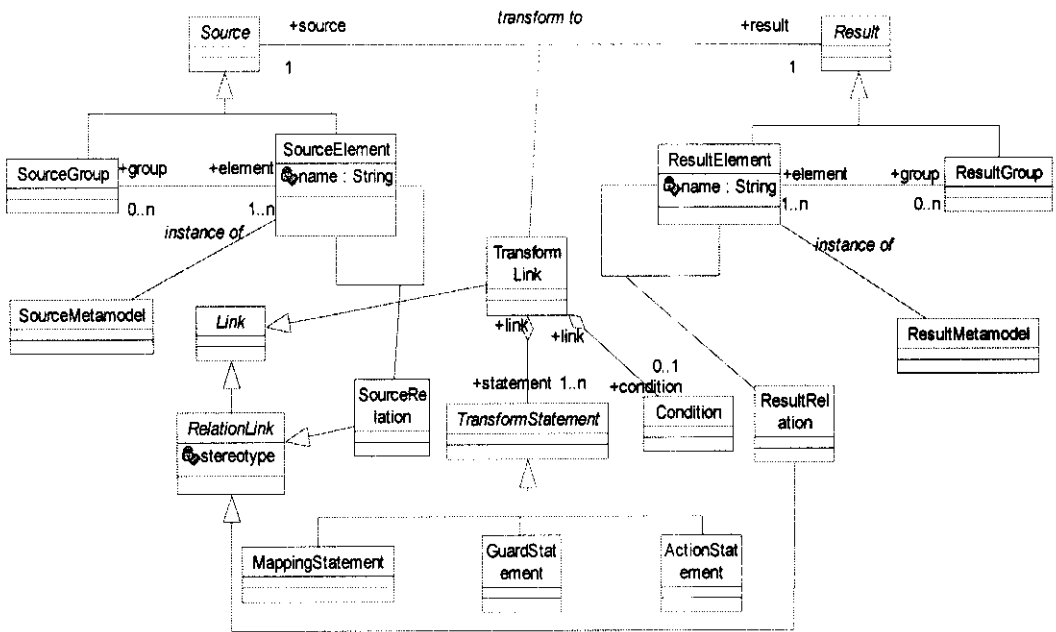 transform to
+source
+result
Source
Result
1
1
SourceGroup
+group
+element
0..n
1..n
SourceElement
name : String
ResultElement
name : String
+element
+group
1..n
0..n
ResultGroup
instance of
instance of
Transform
Link
SourceMetamodel
Link
ResultMetamodel
+link
+link
+statement
1..n
0..1
+condition
SourceRe
lation
RelationLink
stereotype
TransformStatement
Condition
ResultRel
ation
MappingStatement
GuardStat
ement
ActionStat
ement